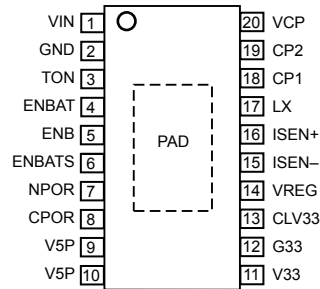 VIN 1 20 VCP
GND 2 19 CP2
TON 3 18 CP1
ENBAT 4 17 LX
ENB 5 16 ISEN+
ENBATS 6 PAD 15 ISEN–
NPOR 7 14 VREG
CPOR 8 13 CLV33
V5P 9 12 G33
V5P 10 11 V33